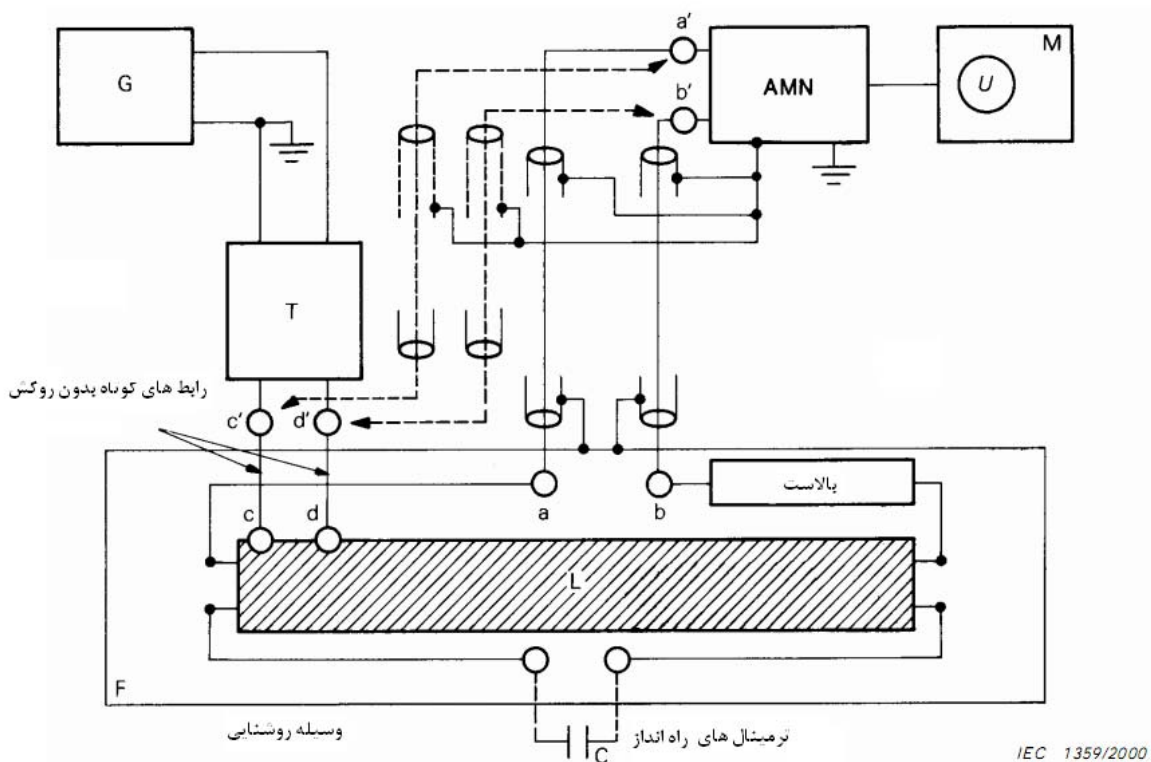 G
a'
b'
AMN
U
M
T
رابط های کوتاه بدون روکش
c'
d'
a
b
بالاست
c
d
L
F
وسیله روشنایی
ترمینال های راه انداز
C
IEC 1359/2000